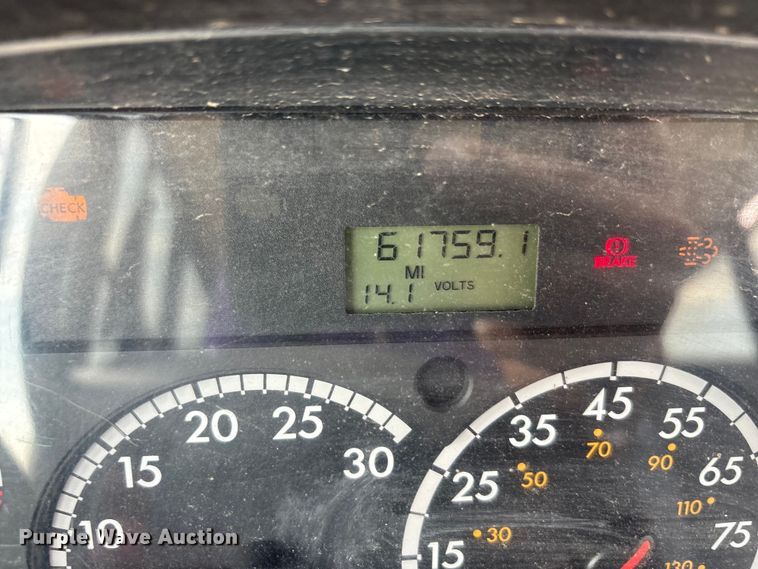 CHECK
61759.1
MI
14.1 VOLTS
BRAKE
10 15 20 25 30
15 25 35 45 55 65 75
30 50 70 90 110 130
Purple Wave Auction